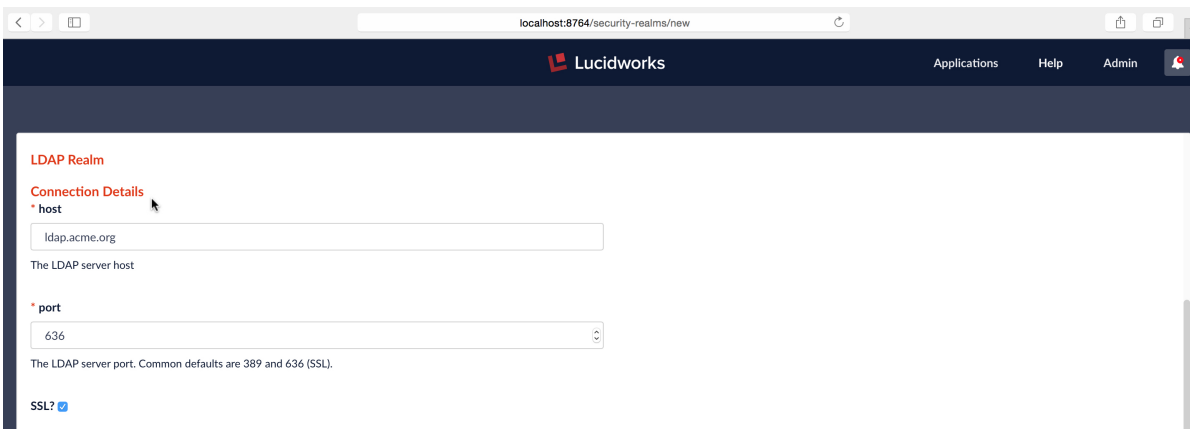 localhost:8764/security-realms/new
Lucidworks
Applications Help Admin
LDAP Realm
Connection Details
* host
ldap.acme.org
The LDAP server host
* port
636
The LDAP server port. Common defaults are 389 and 636 (SSL).
SSL?